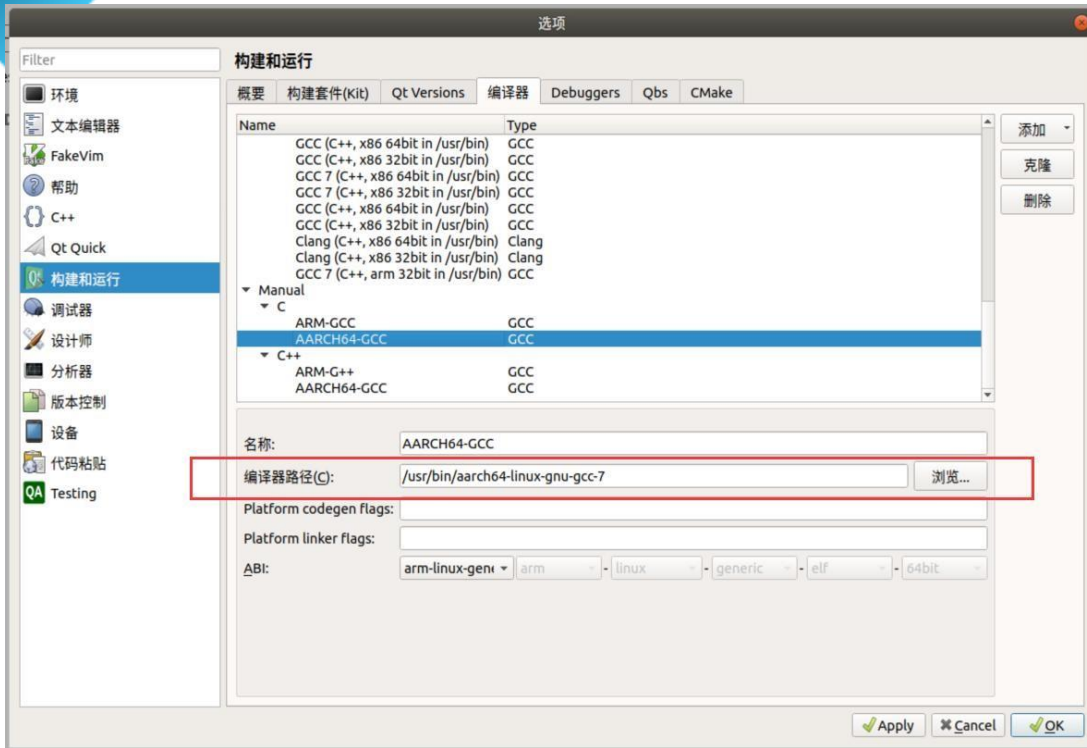 选项
Filter
构建和运行
环境
文本编辑器
FakeVim
帮助
C++
Qt Quick
构建和运行
调试器
设计师
分析器
版本控制
设备
代码粘贴
QA Testing
概要 构建套件(Kit) Qt Versions 编译器 Debuggers Qbs CMake
Name Type
GCC (C++, x86 64bit in /usr/bin) GCC
GCC (C++, x86 32bit in /usr/bin) GCC
GCC 7 (C++, x86 64bit in /usr/bin) GCC
GCC 7 (C++, x86 32bit in /usr/bin) GCC
GCC (C++, x86 64bit in /usr/bin) GCC
GCC (C++, x86 32bit in /usr/bin) GCC
Clang (C++, x86 64bit in /usr/bin) Clang
Clang (C++, x86 32bit in /usr/bin) Clang
GCC 7 (C++, arm 32bit in /usr/bin) GCC
Manual
C
ARM-GCC GCC
AARCH64-GCC GCC
C++
ARM-G++ GCC
AARCH64-GCC GCC
添加
克隆
删除
名称: AARCH64-GCC
编译器路径(C): /usr/bin/aarch64-linux-gnu-gcc-7 浏览...
Platform codegen flags:
Platform linker flags:
ABI: arm-linux-gene arm - linux - generic - elf - 64bit
Apply Cancel OK